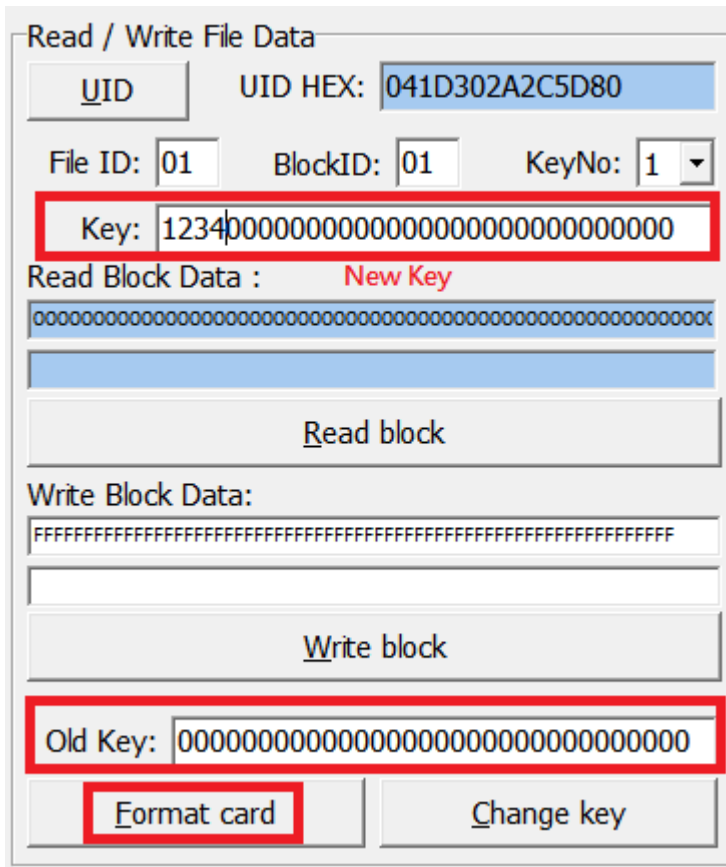 Read / Write File Data
UID UID HEX: 041D302A2C5D80
File ID: 01 BlockID: 01 KeyNo: 1
Key: 12340000000000000000000000000000
Read Block Data : New Key
000000000000000000000000000000000000000000000000000000000
Read block
Write Block Data:
FFFFFFFFFFFFFFFFFFFFFFFFFFFFFFFFFFFFFFFFFFFFFFFFFFFFFFFFFFFFFFFF
Write block
Old Key: 00000000000000000000000000000000
Format card Change key